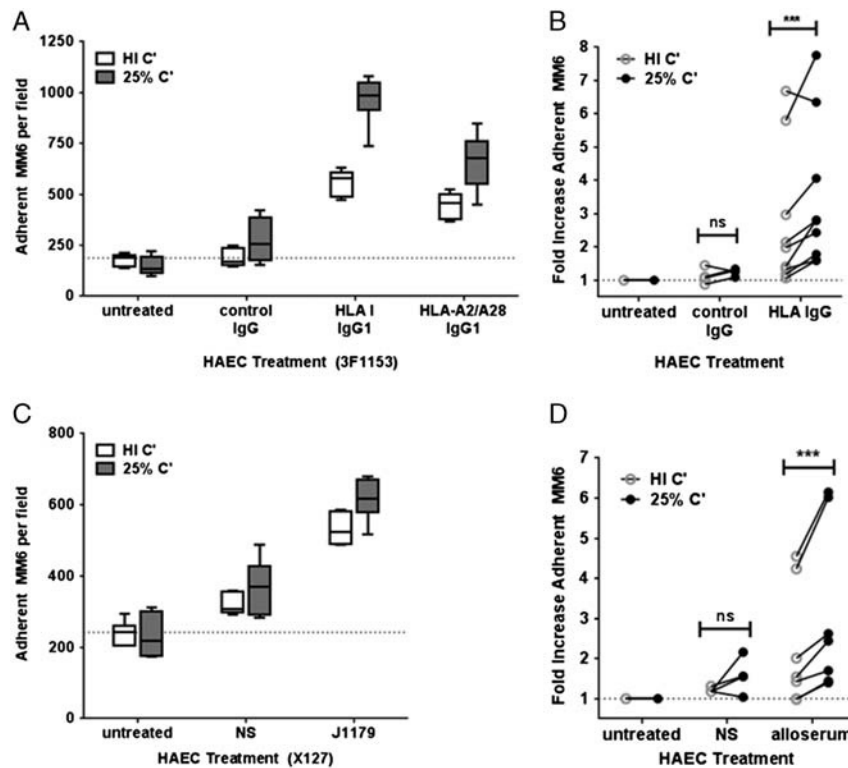 A
HI C'
25% C'
Adherent MM6 per field
1250
1000
750
500
250
0
untreated
control
IgG
HLA I
IgG1
HLA-A2/A28
IgG1
HAEC Treatment (3F1153)
B
HI C'
25% C'
Fold Increase Adherent MM6
8
7
6
5
4
3
2
1
ns
***
untreated
control
IgG
HLA IgG
HAEC Treatment
C
HI C'
25% C'
Adherent MM6 per field
800
600
400
200
0
untreated
NS
J1179
HAEC Treatment (X127)
D
HI C'
25% C'
Fold Increase Adherent MM6
7
6
5
4
3
2
1
ns
***
untreated
NS
alloserum
HAEC Treatment